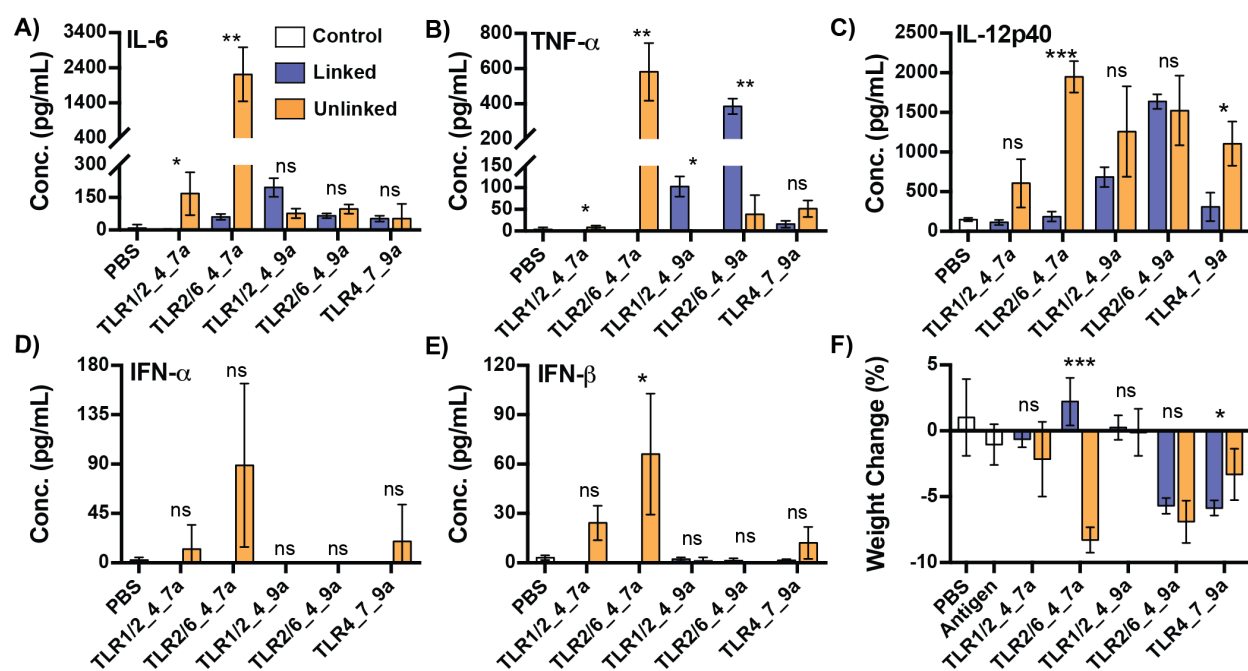 A)
IL-6
Conc. (pg/mL)
3400
2400
1400
400
300
150
0
*
**
ns
ns
ns
PBS
TLR1/2_4_7a
TLR2/6_4_7a
TLR1/2_4_9a
TLR2/6_4_9a
TLR4_7_9a
Control
Linked
Unlinked
B)
TNF-α
Conc. (pg/mL)
800
600
400
200
150
100
50
0
*
**
*
**
ns
PBS
TLR1/2_4_7a
TLR2/6_4_7a
TLR1/2_4_9a
TLR2/6_4_9a
TLR4_7_9a
C)
IL-12p40
Conc. (pg/mL)
2500
2000
1500
1000
500
0
ns
***
ns
ns
*
PBS
TLR1/2_4_7a
TLR2/6_4_7a
TLR1/2_4_9a
TLR2/6_4_9a
TLR4_7_9a
D)
IFN-α
Conc. (pg/mL)
180
135
90
45
0
ns
ns
ns
ns
ns
PBS
TLR1/2_4_7a
TLR2/6_4_7a
TLR1/2_4_9a
TLR2/6_4_9a
TLR4_7_9a
E)
IFN-β
Conc. (pg/mL)
120
90
60
30
0
ns
*
ns
ns
ns
PBS
TLR1/2_4_7a
TLR2/6_4_7a
TLR1/2_4_9a
TLR2/6_4_9a
TLR4_7_9a
F)
Weight Change (%)
5
0
-5
-10
ns
***
ns
ns
*
PBS
Antigen
TLR1/2_4_7a
TLR2/6_4_7a
TLR1/2_4_9a
TLR2/6_4_9a
TLR4_7_9a